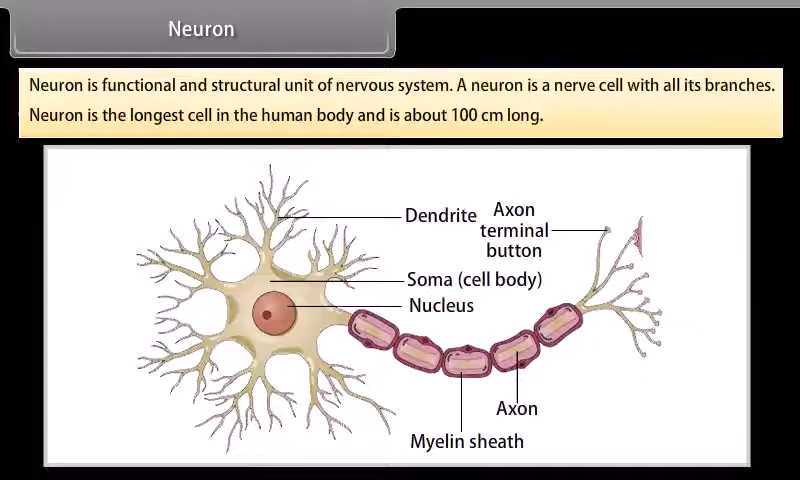 Neuron
Neuron is functional and structural unit of nervous system. A neuron is a nerve cell with all its branches.
Neuron is the longest cell in the human body and is about 100 cm long.
Dendrite
Axon
terminal
button
Soma (cell body)
Nucleus
Axon
Myelin sheath